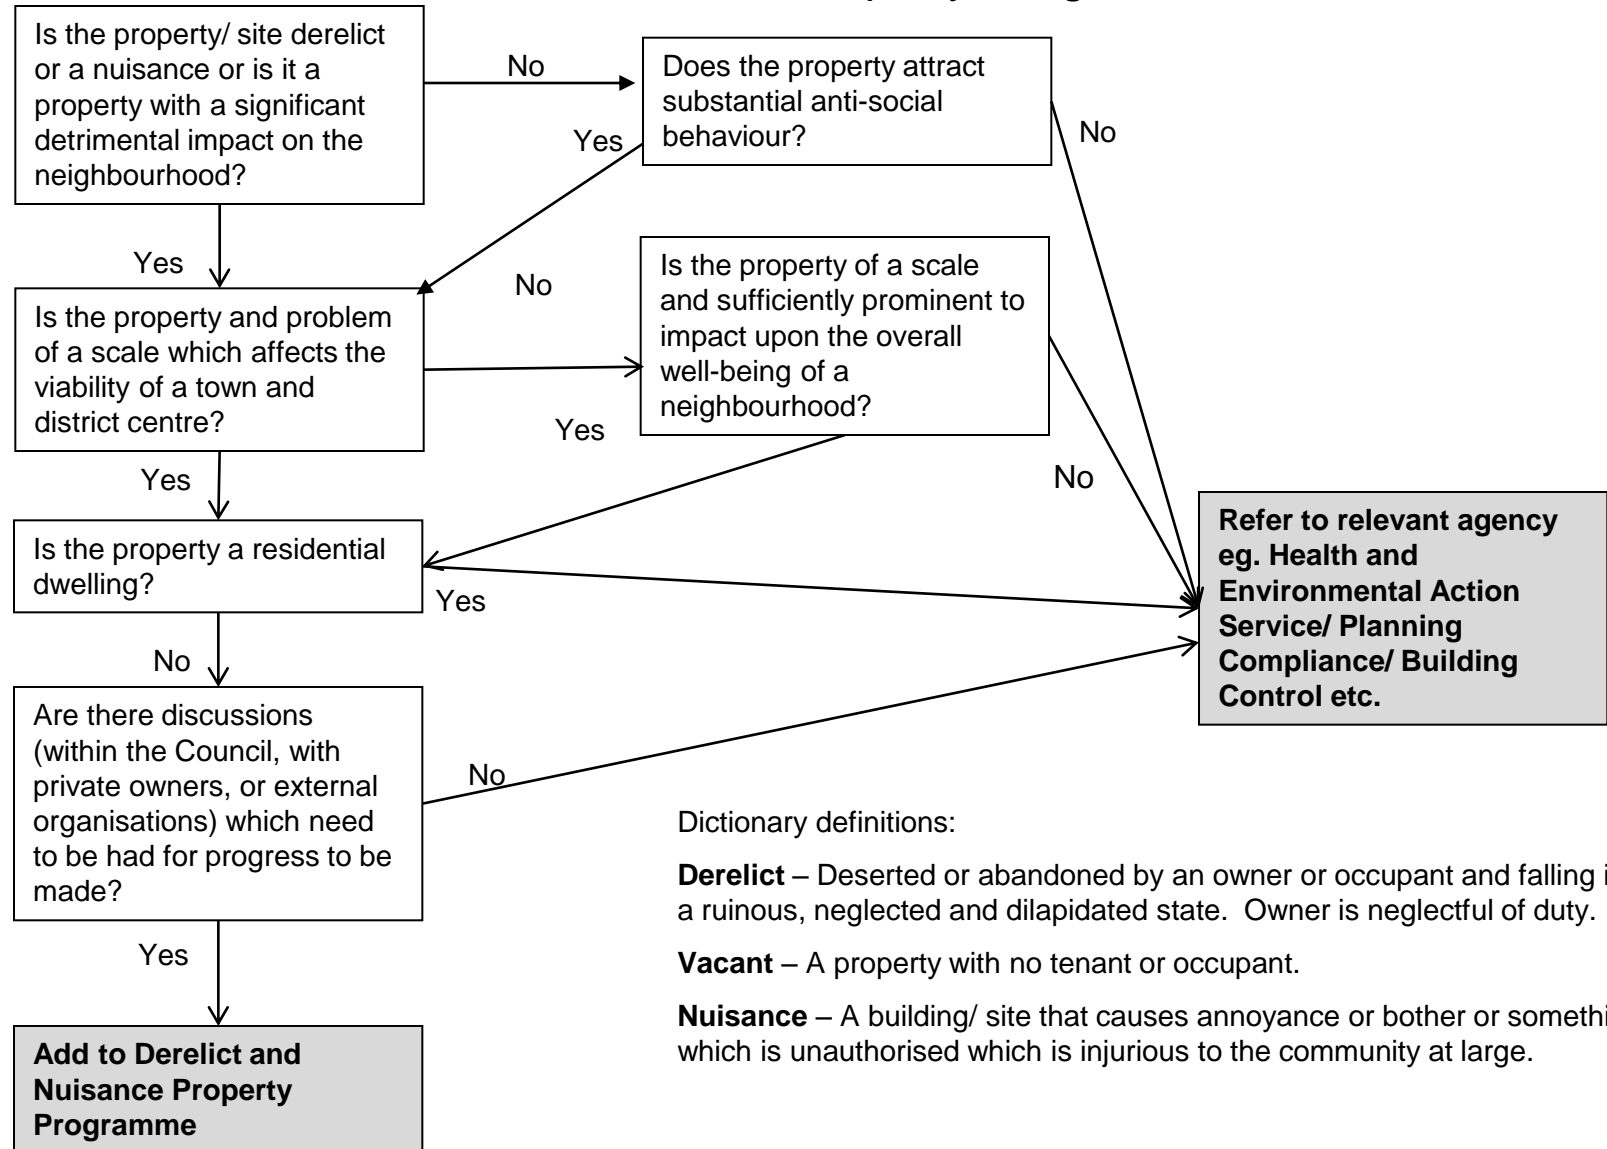 Is the property/ site derelict
or a nuisance or is it a
property with a significant
detrimental impact on the
neighbourhood?
No
Does the property attract
substantial anti-social
behaviour?
Yes
No
Yes
Is the property and problem
of a scale which affects the
viability of a town and
district centre?
No
Is the property of a scale
and sufficiently prominent to
impact upon the overall
well-being of a
neighbourhood?
Yes
No
Yes
Is the property a residential
dwelling?
Yes
Refer to relevant agency
eg. Health and
Environmental Action
Service/ Planning
Compliance/ Building
Control etc.
No
Are there discussions
(within the Council, with
private owners, or external
organisations) which need
to be had for progress to be
made?
No
Yes
Add to Derelict and
Nuisance Property
Programme
Dictionary definitions:
Derelict – Deserted or abandoned by an owner or occupant and falling
a ruinous, neglected and dilapidated state. Owner is neglectful of duty.
Vacant – A property with no tenant or occupant.
Nuisance – A building/ site that causes annoyance or bother or
which is unauthorised which is injurious to the community at large.